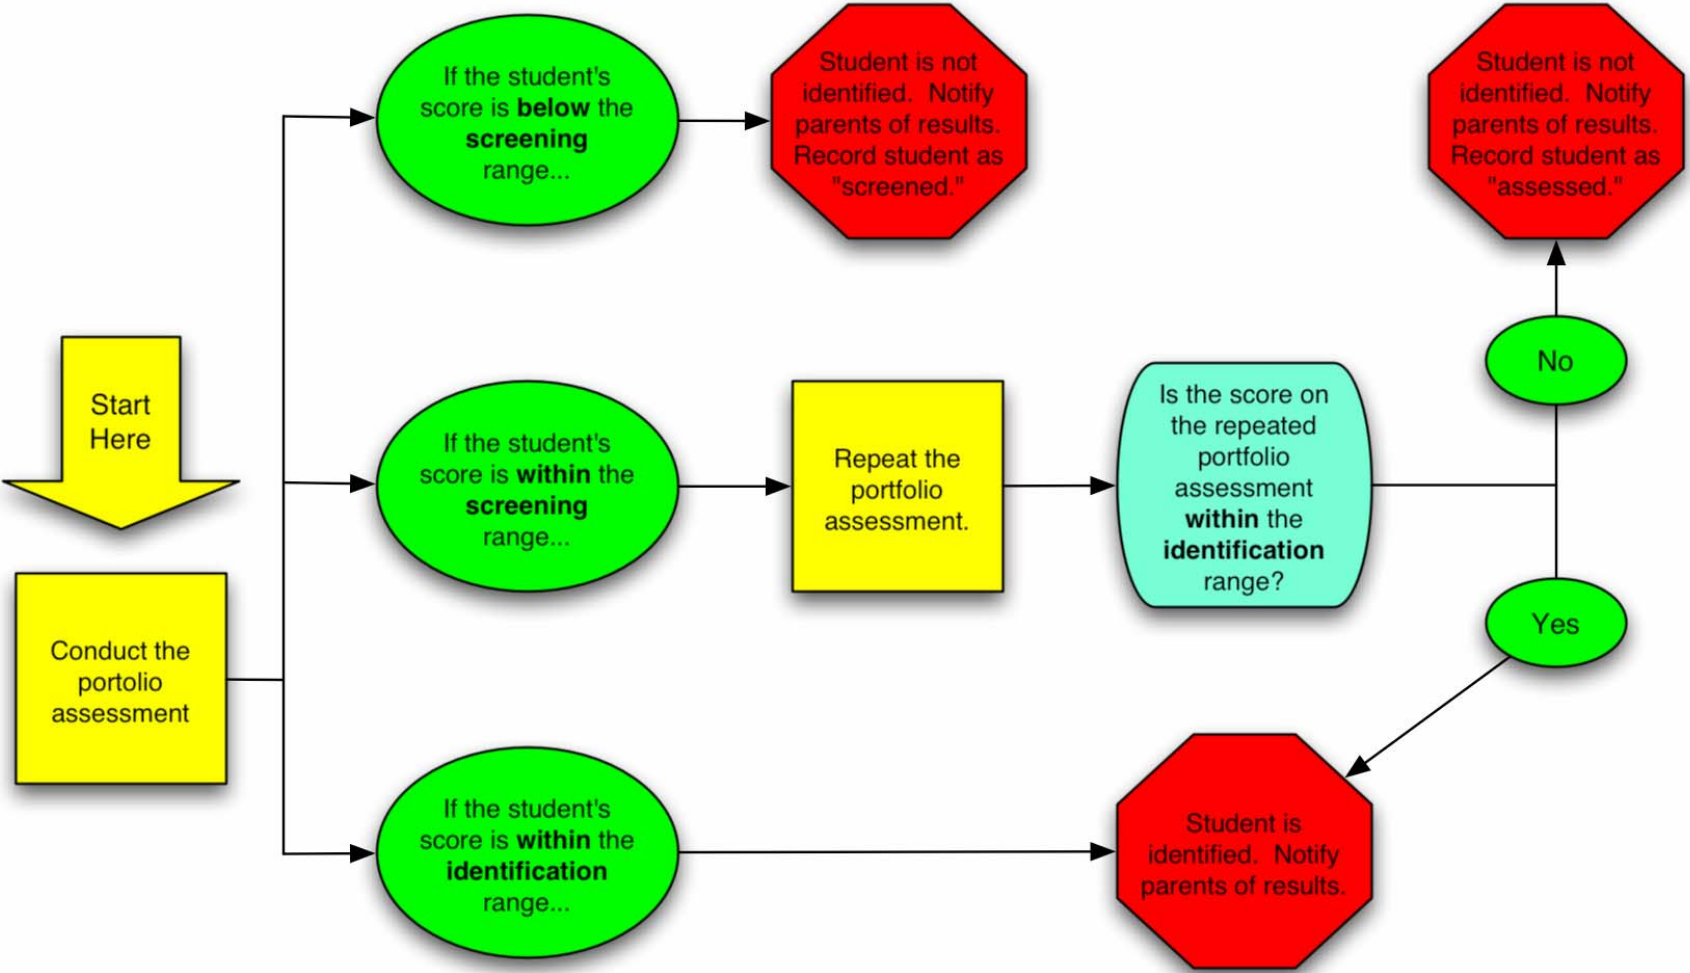 Start
Here
Conduct the
portolio
assessment
If the student's
score is below the
screening
range...
Student is not
identified.  Notify
parents of results.
Record student as
"screened."
If the student's
score is within the
screening
range...
Repeat the
portfolio
assessment.
Is the score on
the repeated
portfolio
assessment
within the
identification
range?
No
Student is not
identified.  Notify
parents of results.
Record student as
"assessed."
Yes
If the student's
score is within the
identification
range...
Student is
identified.  Notify
parents of results.